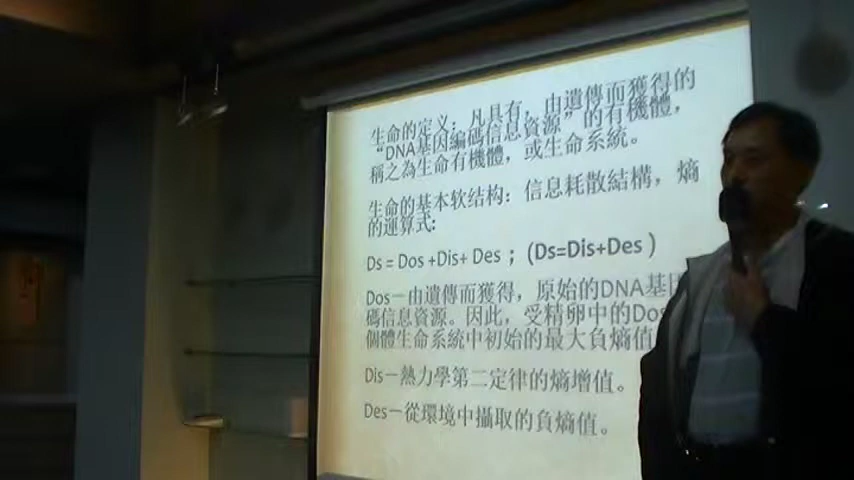 生命的定义：凡具有，由遺傳而獲得的
“DNA基因編碼信息資源”的有機體，
稱之為生命有機體，或生命系統。
生命的基本软结构：信息耗散結構，熵
的運算式:
Ds = Dos +Dis+ Des ；(Ds=Dis+Des )
Dos－由遺傳而獲得，原始的DNA基因
碼信息資源。因此，受精卵中的Dos
個體生命系統中初始的最大負熵值
Dis－熱力學第二定律的熵增值。
Des－從環境中攝取的負熵值。